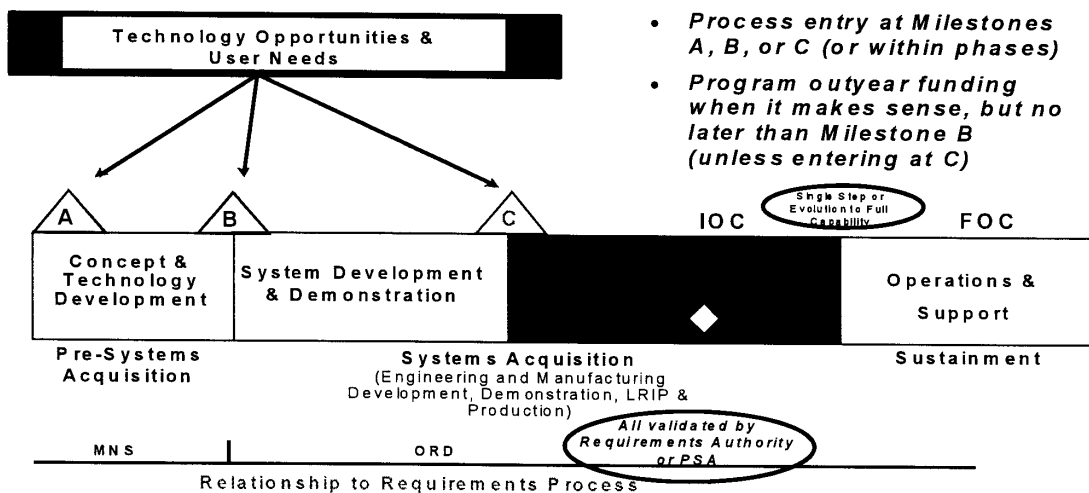 Technology Opportunities &
User Needs
• Process entry at Milestones
A, B, or C (or within phases)
• Program outyear funding
when it makes sense, but no
later than Milestone B
(unless entering at C)
A
B
C
IOC
Single Step or
Evolution to Full
Capability
FOC
Concept &
Technology
Development
System Development
& Demonstration
Operations &
Support
Pre-Systems
Acquisition
Systems Acquisition
(Engineering and Manufacturing
Development, Demonstration, LRIP &
Production)
Sustainment
MNS
ORD
All validated by
Requirements Authority
or PSA
Relationship to Requirements Process